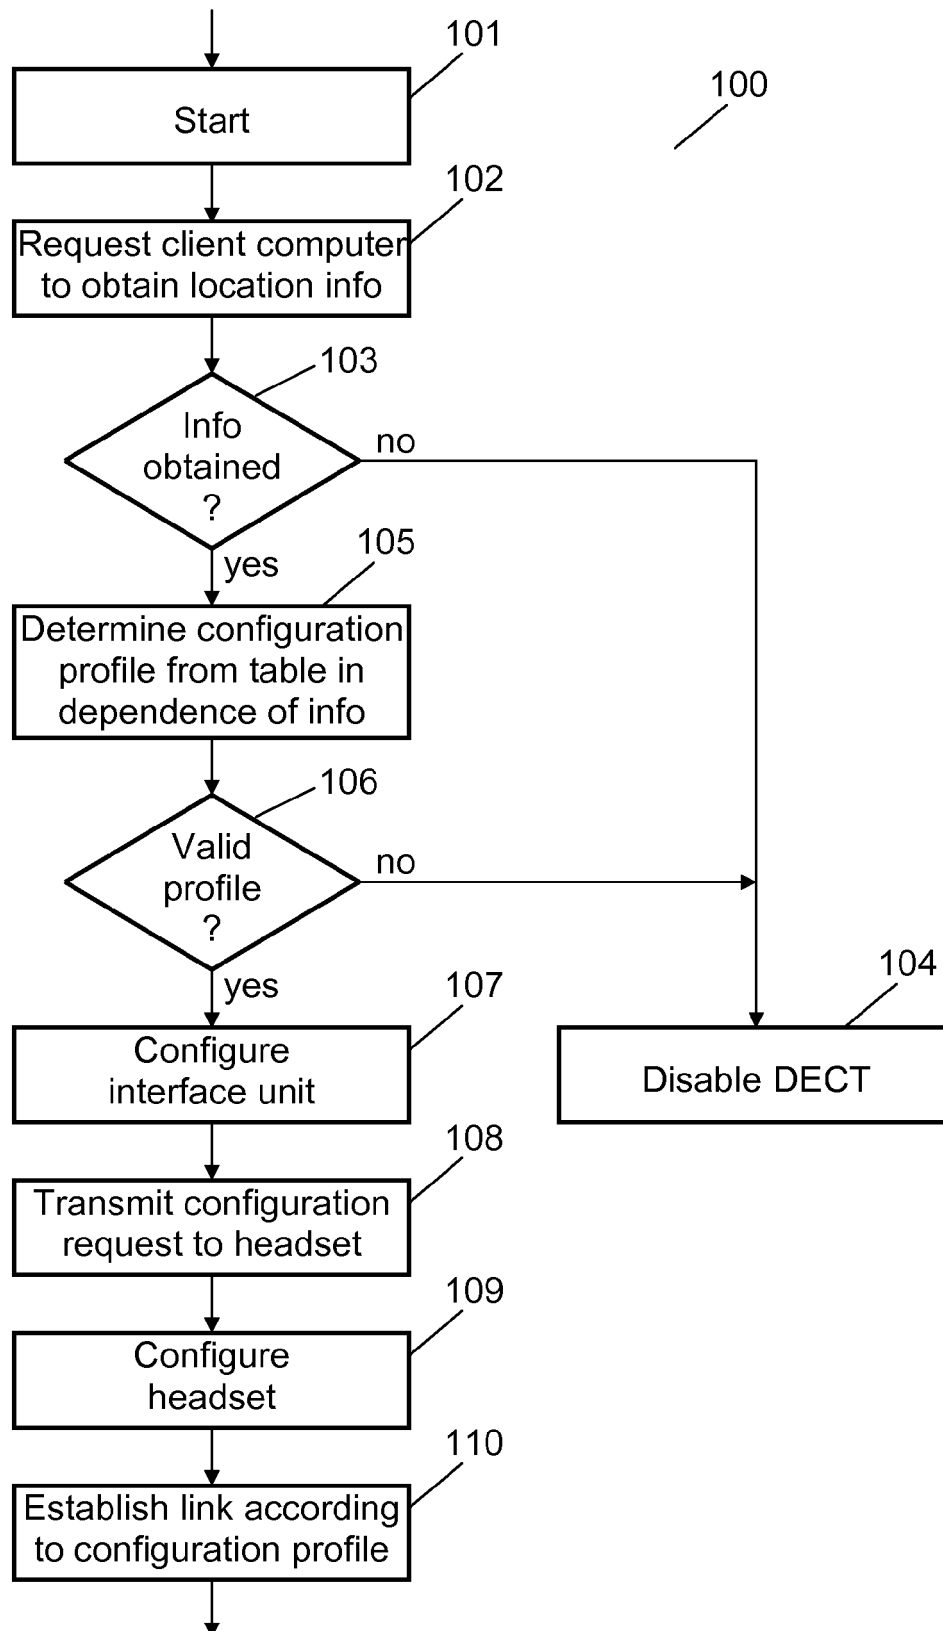 101
Start
100
102
Request client computer
to obtain location info
103
Info
obtained
?
no
yes
105
Determine configuration
profile from table in
dependence of info
106
Valid
profile
?
no
yes
107
Configure
interface unit
104
Disable DECT
108
Transmit configuration
request to headset
109
Configure
headset
110
Establish link according
to configuration profile